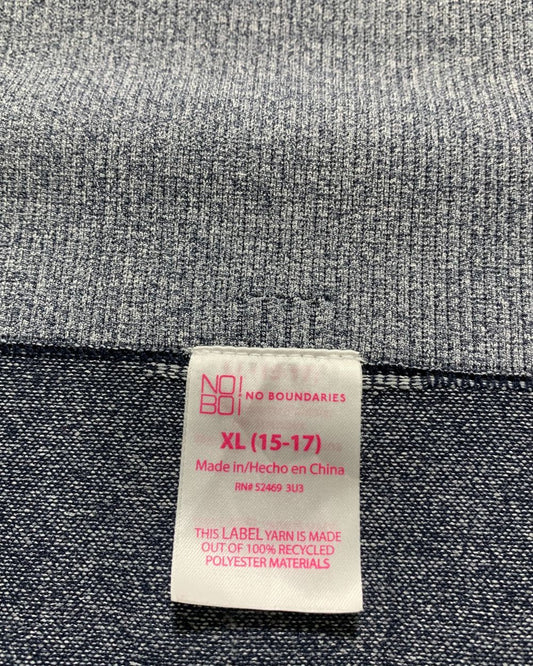 NO!
BO!
NO BOUNDARIES
XL (15-17)
Made in/Hecho en China
RN# 52469 3U3
THIS LABEL YARN IS MADE
OUT OF 100% RECYCLED
POLYESTER MATERIALS